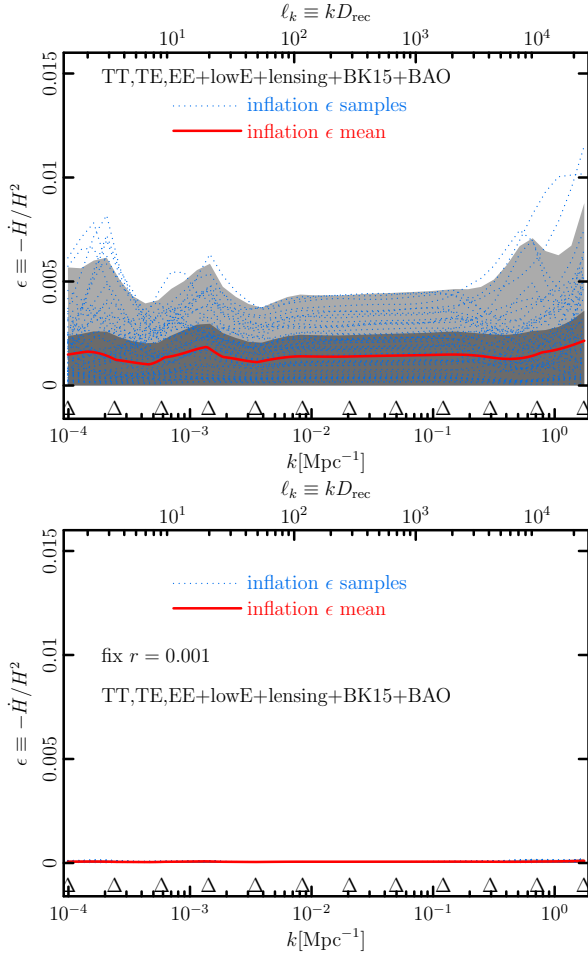 ℓ_k ≡ kD_rec
10^1 10^2 10^3 10^4
TT,TE,EE+lowE+lensing+BK15+BAO
inflation ϵ samples
inflation ϵ mean
ϵ ≡ −Ḣ/H^2
0.015
0.01
0.005
0
10^−4 10^−3 10^−2 10^−1 10^0
k[Mpc^−1]
ℓ_k ≡ kD_rec
10^1 10^2 10^3 10^4
inflation ϵ samples
inflation ϵ mean
fix r = 0.001
TT,TE,EE+lowE+lensing+BK15+BAO
ϵ ≡ −Ḣ/H^2
0.015
0.01
0.005
0
10^−4 10^−3 10^−2 10^−1 10^0
k[Mpc^−1]